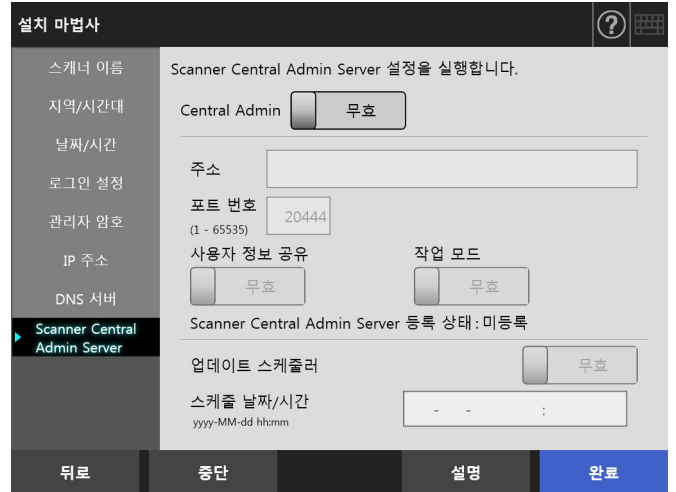 설치 마법사
?
스캐너 이름
지역/시간대
날짜/시간
로그인 설정
관리자 암호
IP 주소
DNS 서버
Scanner Central
Admin Server
Scanner Central Admin Server 설정을 실행합니다.
Central Admin 무효
주소
포트 번호
(1 - 65535)
20444
사용자 정보 공유 작업 모드
무효 무효
Scanner Central Admin Server 등록 상태:미등록
업데이트 스케줄러 무효
스케줄 날짜/시간
yyyy-MM-dd hh:mm
- - :
뒤로 중단 설명 완료